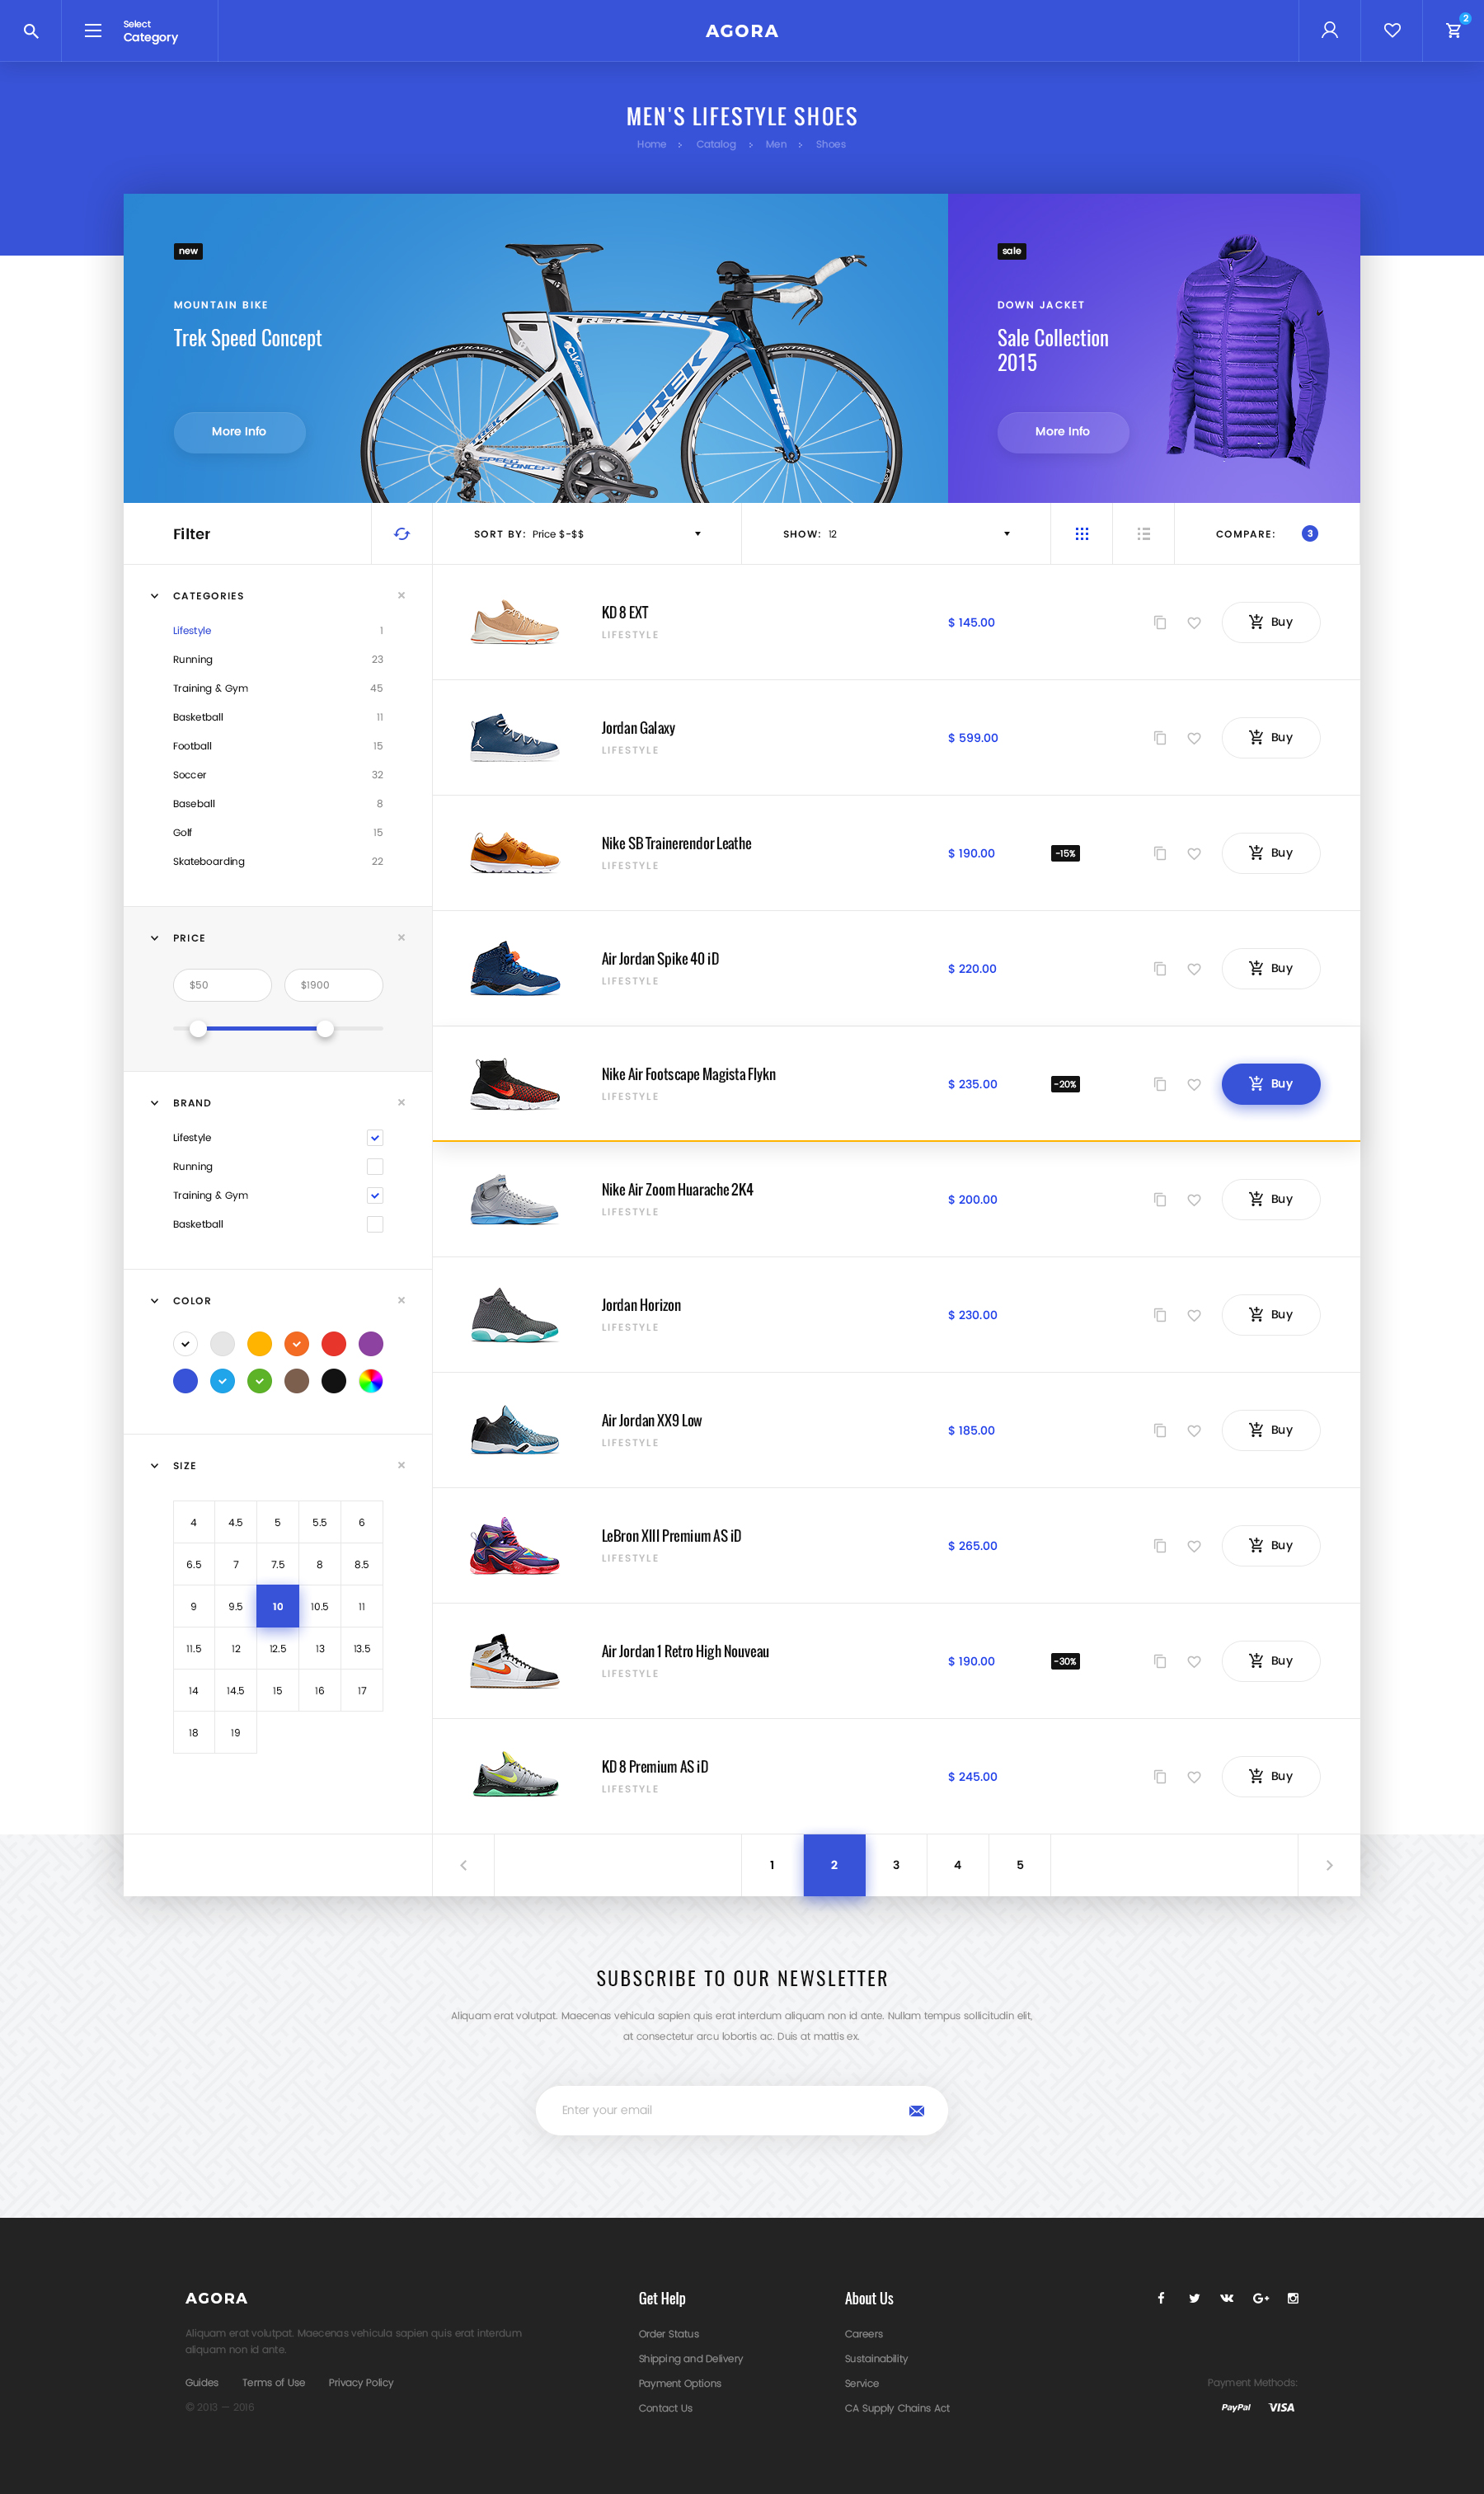 Select
Category
AGORA
2
MEN'S LIFESTYLE SHOES
Home > Catalog > Men > Shoes
new
MOUNTAIN BIKE
Trek Speed Concept
More Info
BONTRAGER
BONTRAGER
TREK
TREK
TREK
TREK
SPEED
CONCEPT
sale
DOWN JACKET
Sale Collection
2015
More Info
Filter
SORT BY: Price $-$$
SHOW: 12
COMPARE: 3
CATEGORIES
Lifestyle 1
Running 23
Training & Gym 45
Basketball 11
Football 15
Soccer 32
Baseball 8
Golf 15
Skateboarding 22
PRICE
$50 $1900
BRAND
Lifestyle
Running
Training & Gym
Basketball
COLOR
SIZE
4 4.5 5 5.5 6
6.5 7 7.5 8 8.5
9 9.5 10 10.5 11
11.5 12 12.5 13 13.5
14 14.5 15 16 17
18 19
KD 8 EXT
LIFESTYLE
$ 145.00
Buy
Jordan Galaxy
LIFESTYLE
$ 599.00
Buy
Nike SB Trainerendor Leathe
LIFESTYLE
$ 190.00
-15%
Buy
Air Jordan Spike 40 iD
LIFESTYLE
$ 220.00
Buy
Nike Air Footscape Magista Flykn
LIFESTYLE
$ 235.00
-20%
Buy
Nike Air Zoom Huarache 2K4
LIFESTYLE
$ 200.00
Buy
Jordan Horizon
LIFESTYLE
$ 230.00
Buy
Air Jordan XX9 Low
LIFESTYLE
$ 185.00
Buy
LeBron XIII Premium AS iD
LIFESTYLE
$ 265.00
Buy
Air Jordan 1 Retro High Nouveau
LIFESTYLE
$ 190.00
-30%
Buy
KD 8 Premium AS iD
LIFESTYLE
$ 245.00
Buy
1 2 3 4 5
SUBSCRIBE TO OUR NEWSLETTER
Aliquam erat volutpat. Maecenas vehicula sapien quis erat interdum aliquam non id ante. Nullam tempus sollicitudin elit,
at consectetur arcu lobortis ac. Duis at mattis ex.
Enter your email
AGORA
Aliquam erat volutpat. Maecenas vehicula sapien quis erat interdum
aliquam non id ante.
Guides Terms of Use Privacy Policy
© 2013 — 2016
Get Help
Order Status
Shipping and Delivery
Payment Options
Contact Us
About Us
Careers
Sustainability
Service
CA Supply Chains Act
Payment Methods:
PayPal VISA